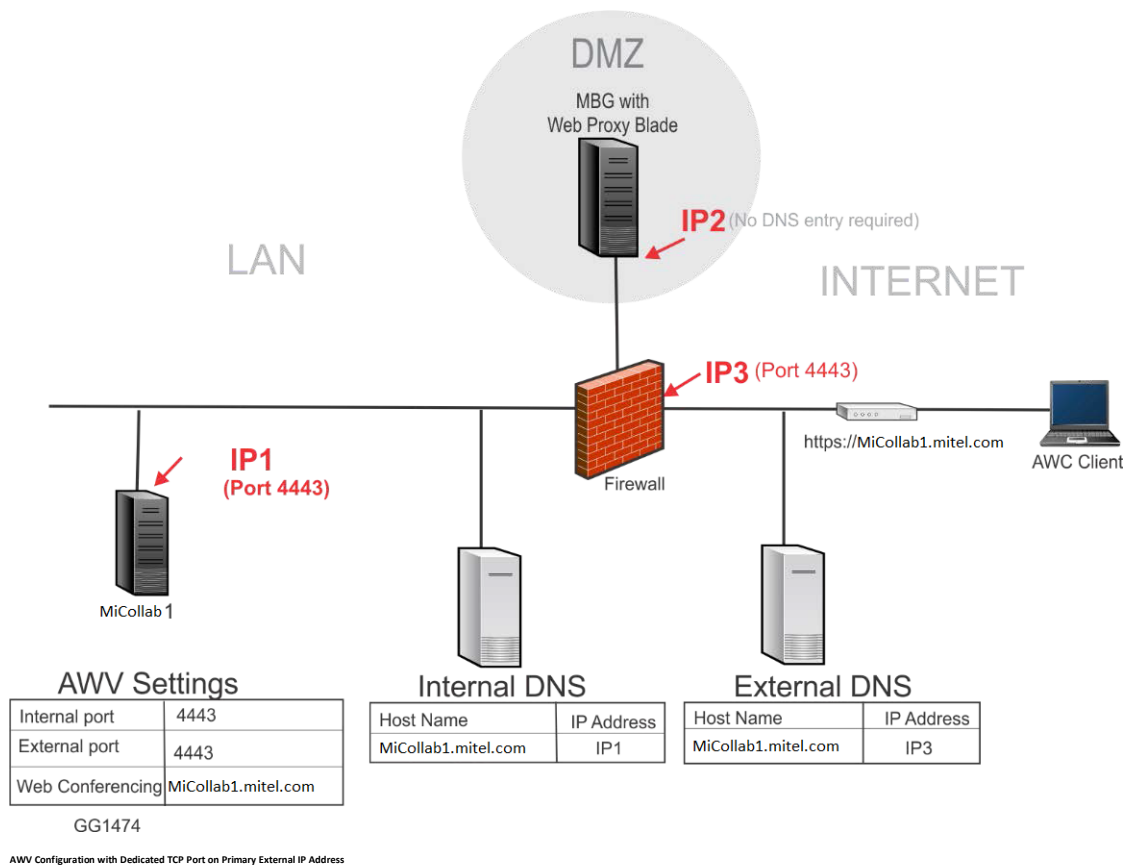 DMZ
MBG with
Web Proxy Blade
IP2 (No DNS entry required)
LAN
INTERNET
IP3 (Port 4443)
https://MiCollab1.mitel.com
AWC Client
IP1
(Port 4443)
Firewall
MiCollab 1
AWV Settings
Internal port 4443
External port 4443
Web Conferencing MiCollab1.mitel.com
GG1474
Internal DNS
Host Name IP Address
MiCollab1.mitel.com IP1
External DNS
Host Name IP Address
MiCollab1.mitel.com IP3
AWV Configuration with Dedicated TCP Port on Primary External IP Address